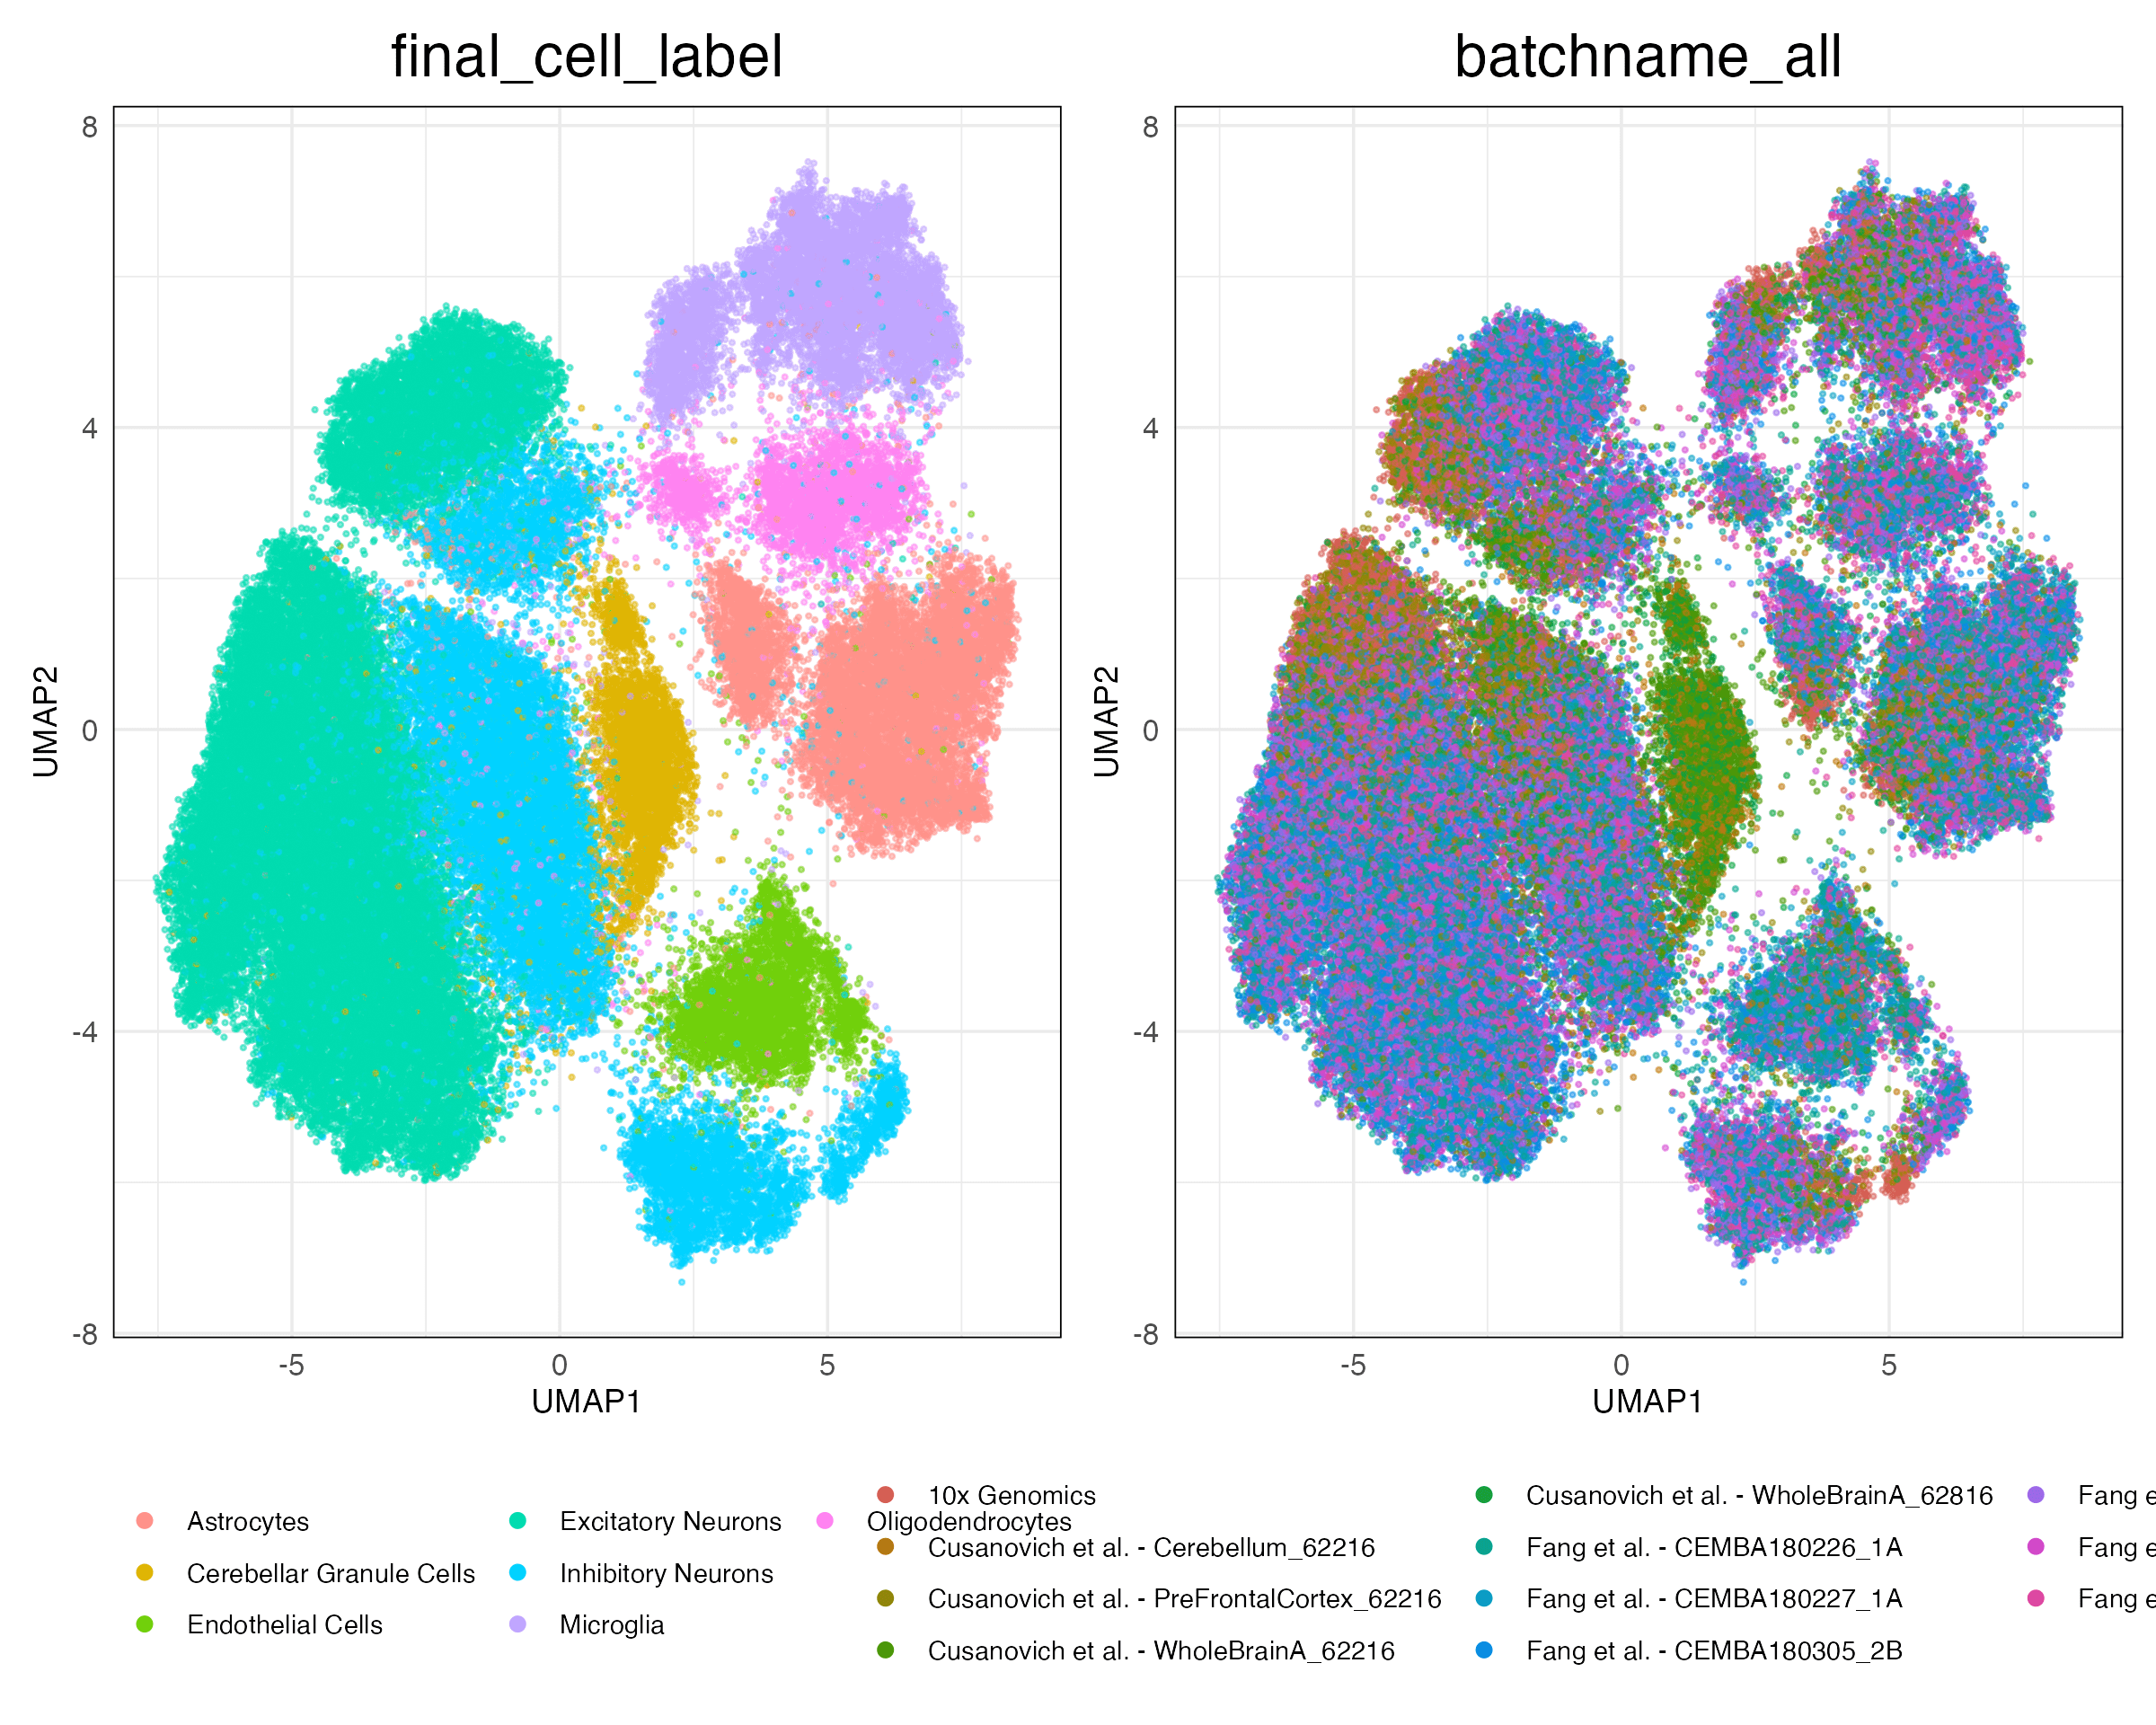 final_cell_label
batchname_all
8
4
0
-4
-8
UMAP2
-5
0
5
UMAP1
8
4
0
-4
-8
UMAP2
-5
0
5
UMAP1
Astrocytes
Cerebellar Granule Cells
Endothelial Cells
Excitatory Neurons
Inhibitory Neurons
Microglia
Oligodendrocytes
10x Genomics
Cusanovich et al. - Cerebellum_62216
Cusanovich et al. - PreFrontalCortex_62216
Cusanovich et al. - WholeBrainA_62216
Cusanovich et al. - WholeBrainA_62816
Fang et al. - CEMBA180226_1A
Fang et al. - CEMBA180227_1A
Fang et al. - CEMBA180305_2B
Fang e
Fang e
Fang e